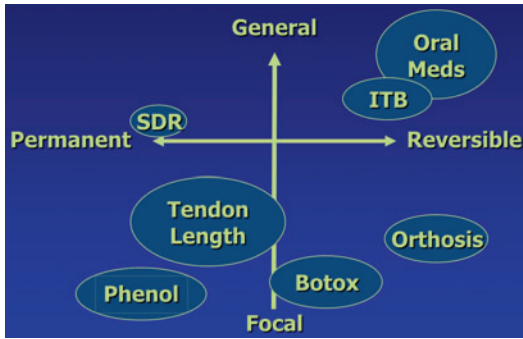 General
Oral
Meds
ITB
SDR
Permanent
Reversible
Tendon
Length
Orthosis
Phenol
Botox
Focal